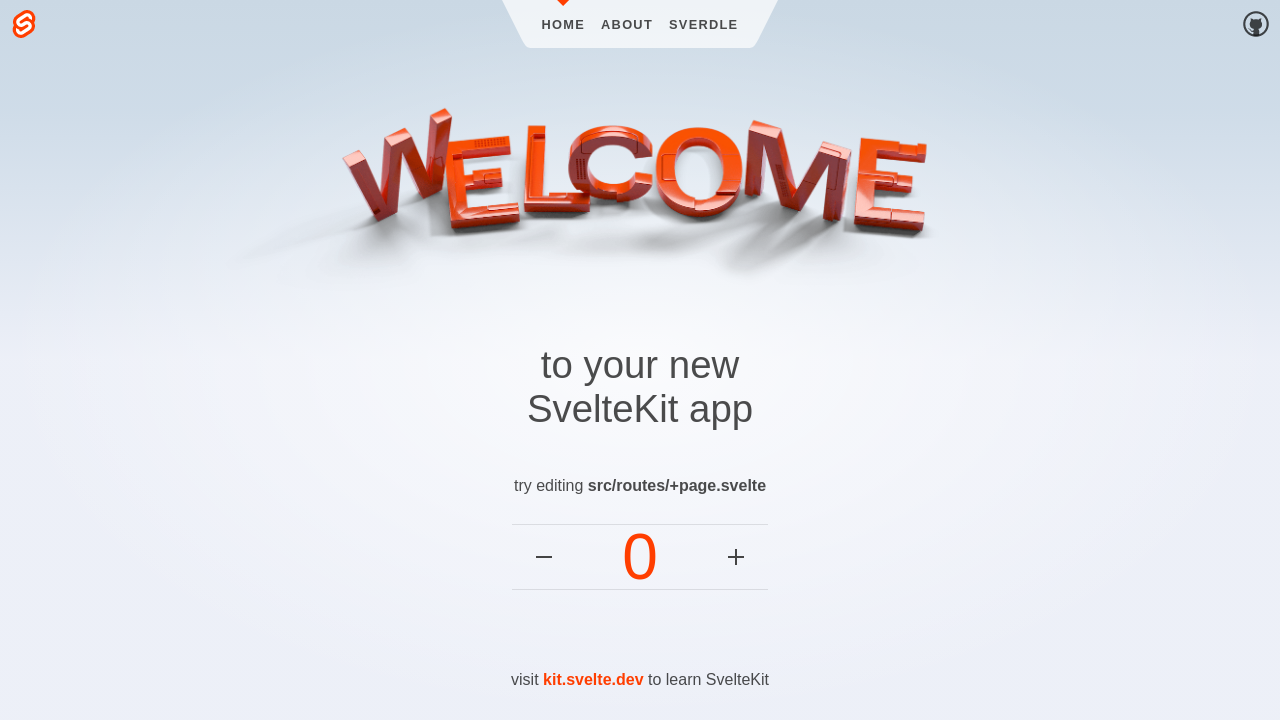 HOME ABOUT SVERDLE
WELCOME
to your new
SvelteKit app
try editing src/routes/+page.svelte
0
visit kit.svelte.dev to learn SvelteKit